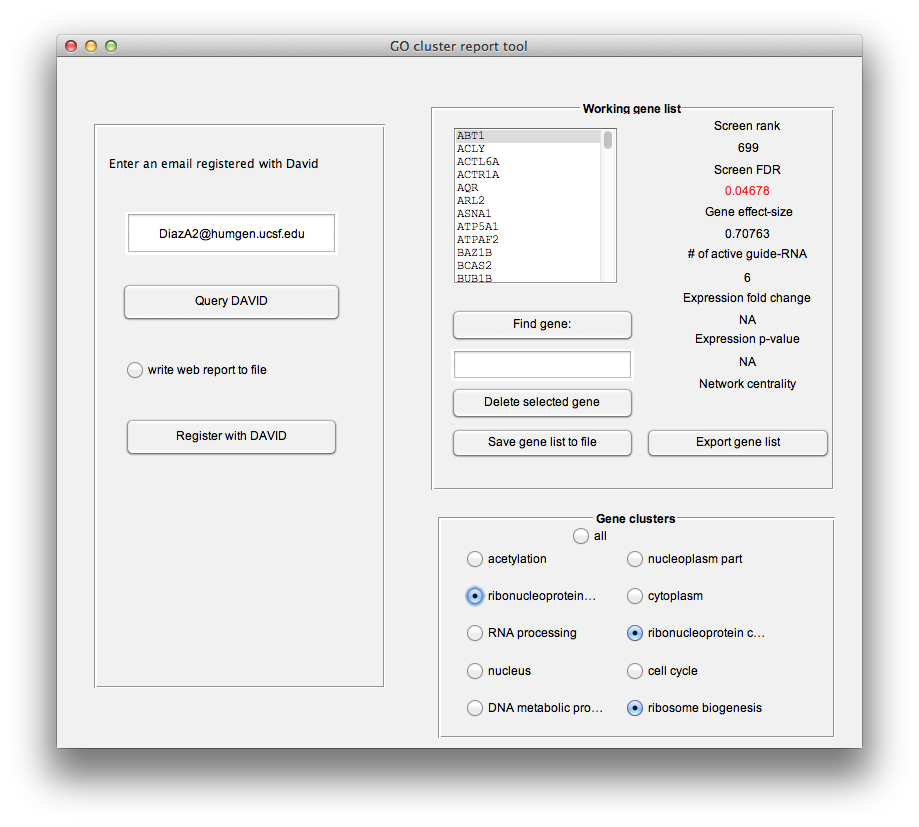 GO cluster report tool
Enter an email registered with David
DiazA2@humgen.ucsf.edu
Query DAVID
write web report to file
Register with DAVID
Working gene list
ABT1
ACLY
ACTL6A
ACTR1A
AQR
ARL2
ASNA1
ATP5A1
ATPAF2
BAZ1B
BCAS2
BUB1B
Screen rank
699
Screen FDR
0.04678
Gene effect-size
0.70763
# of active guide-RNA
6
Expression fold change
NA
Expression p-value
NA
Network centrality
Find gene:
Delete selected gene
Save gene list to file
Export gene list
Gene clusters
all
acetylation
nucleoplasm part
ribonucleoprotein...
cytoplasm
RNA processing
ribonucleoprotein c...
nucleus
cell cycle
DNA metabolic pro...
ribosome biogenesis